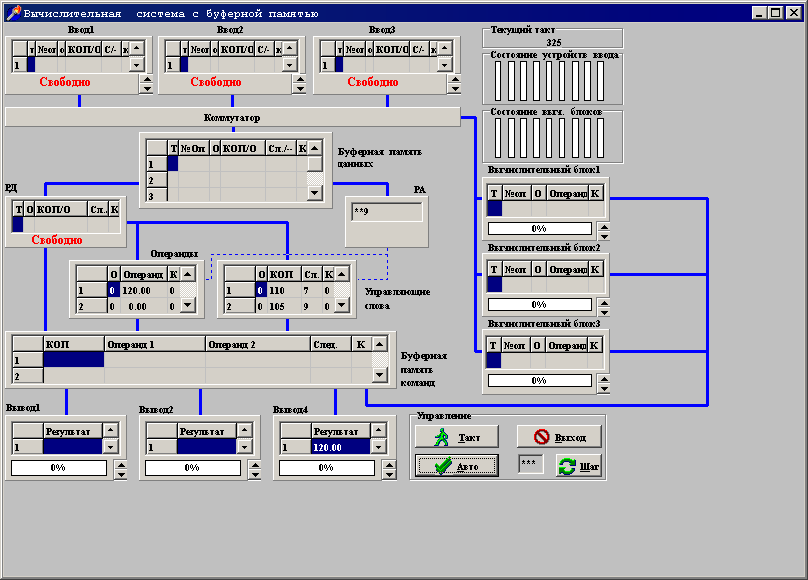 Вычислительная система с буферной памятью
Ввод1 Ввод2 Ввод3
т №оп о КОП/О С/- к
1
Свободно
т №оп о КОП/О С/- к
1
Свободно
т №оп о КОП/О С/- к
1
Свободно
Текущий такт
325
Состояние устройств ввода
Состояние выч. блоков
Коммутатор
Т №Оп О КОП/О Сл./-- К
1
2
3
Буферная память
данных
РД
Т О КОП/О Сл.. К
Свободно
РА
**9
Вычислительный блок1
Т №оп О Операнд К
0%
Вычислительный блок2
Т №оп О Операнд К
0%
Вычислительный блок3
Т №оп О Операнд К
0%
Операнды
О Операнд К
1 0 120.00 0
2 0 0.00 0
О КОП Сл. К
1 0 110 7 0
2 0 105 9 0
Управляющие
слова
КОП Операнд 1 Операнд 2 След. К
1
2
Буферная
память
команд
Вывод1
Результат
1
0%
Вывод2
Результат
1
0%
Вывод4
Результат
1 120.00
0%
Управление
Такт Выход
Авто *** Шаг